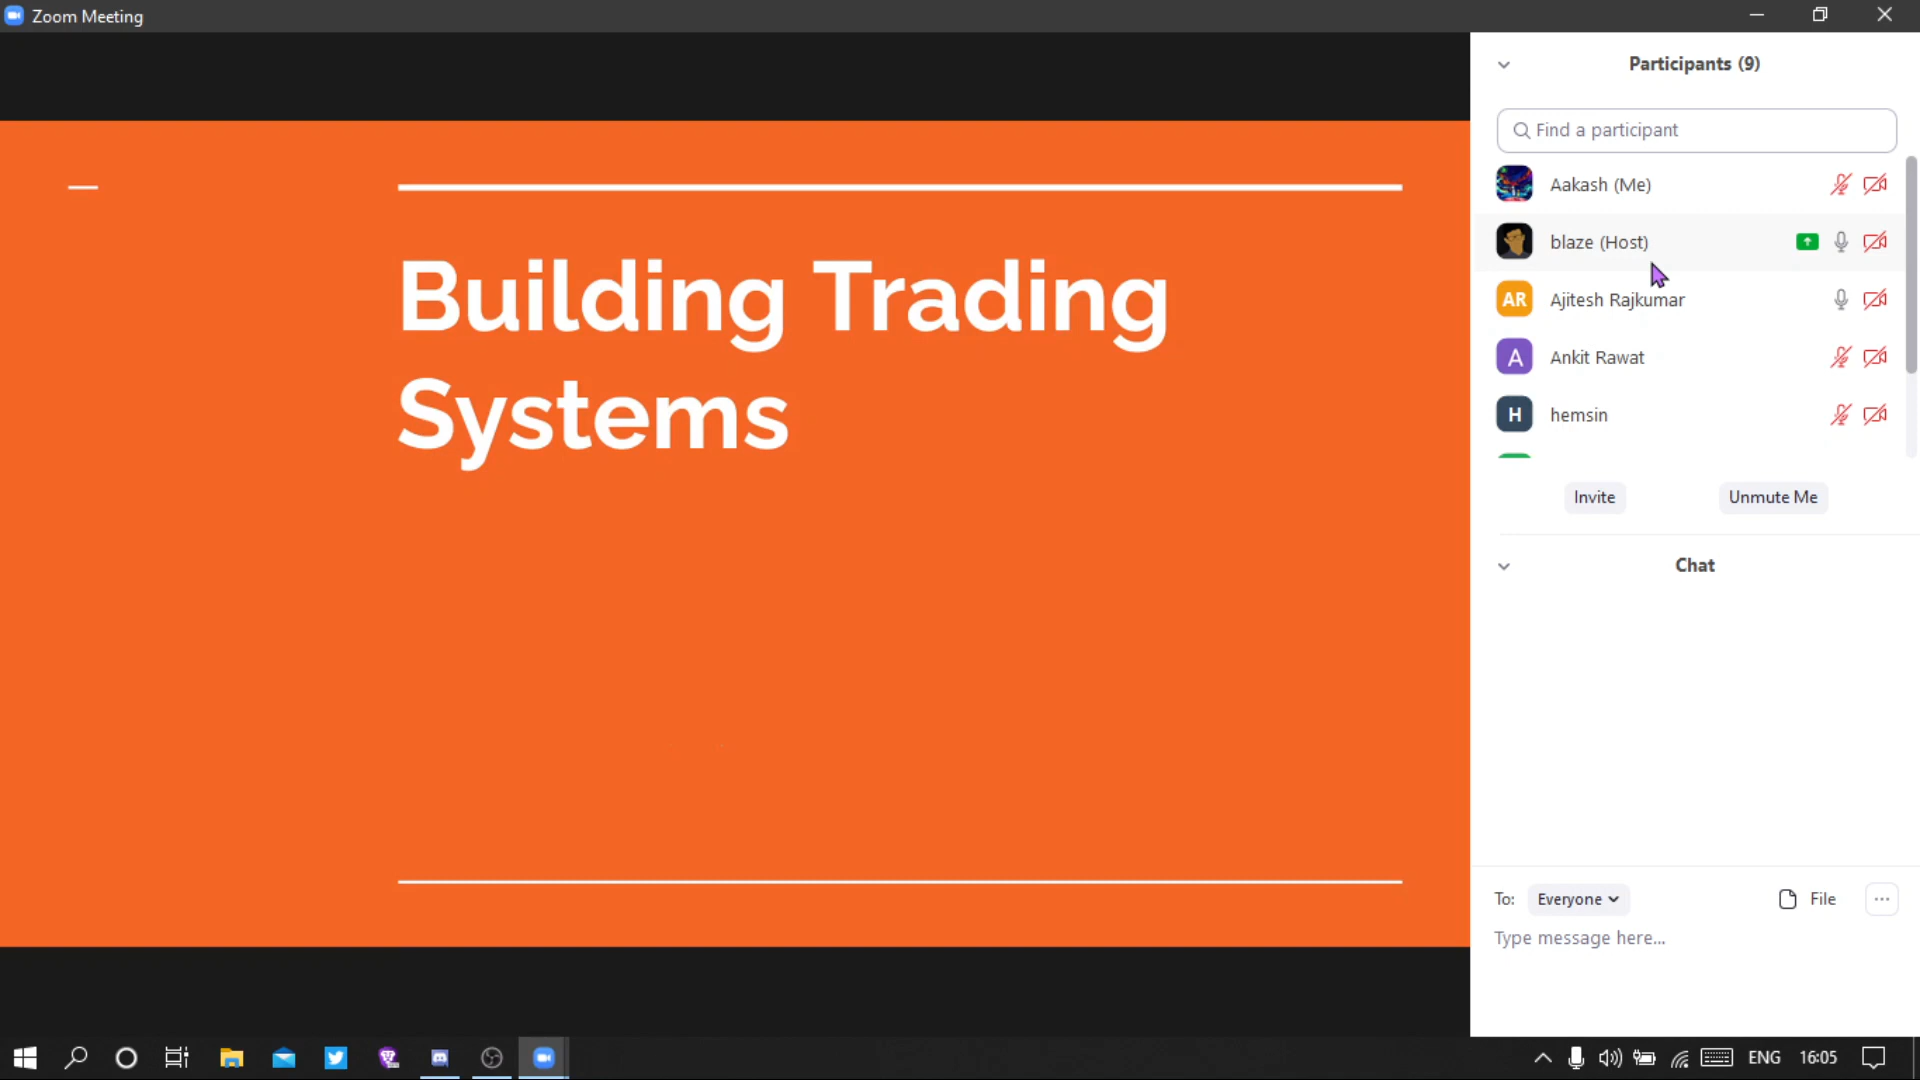 Zoom Meeting
Building Trading
Systems
Participants (9)
Find a participant
Aakash (Me)
blaze (Host)
AR Ajitesh Rajkumar
A Ankit Rawat
H hemsin
Invite Unmute Me
Chat
To: Everyone File
Type message here...
ENG 16:05